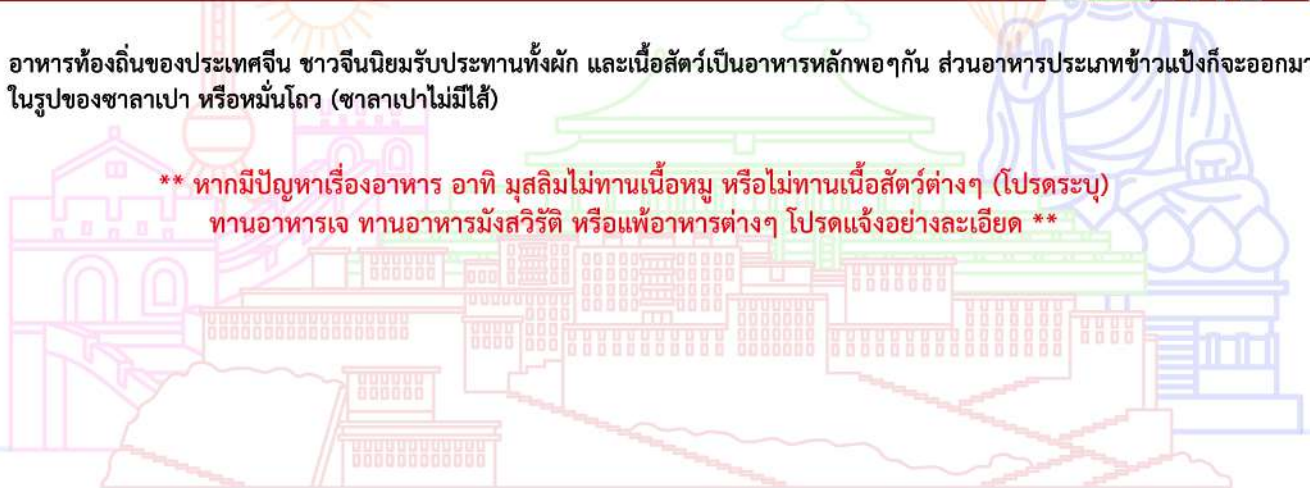 อาหารท้องถิ่นของประเทศจีน ชาวจีนนิยมรับประทานทั้งผัก และเนื้อสัตว์เป็นอาหารหลักพอๆกัน ส่วนอาหารประเภทข้าวแป้งก็จะออกมา
ในรูปของซาลาเปา หรือหมั่นโถว (ซาลาเปาไม่มีไส้)
** หากมีปัญหาเรื่องอาหาร อาทิ มุสลิมไม่ทานเนื้อหมู หรือไม่ทานเนื้อสัตว์ต่างๆ (โปรดระบุ)
ทานอาหารเจ ทานอาหารมังสวิรัติ หรือแพ้อาหารต่างๆ โปรดแจ้งอย่างละเอียด **